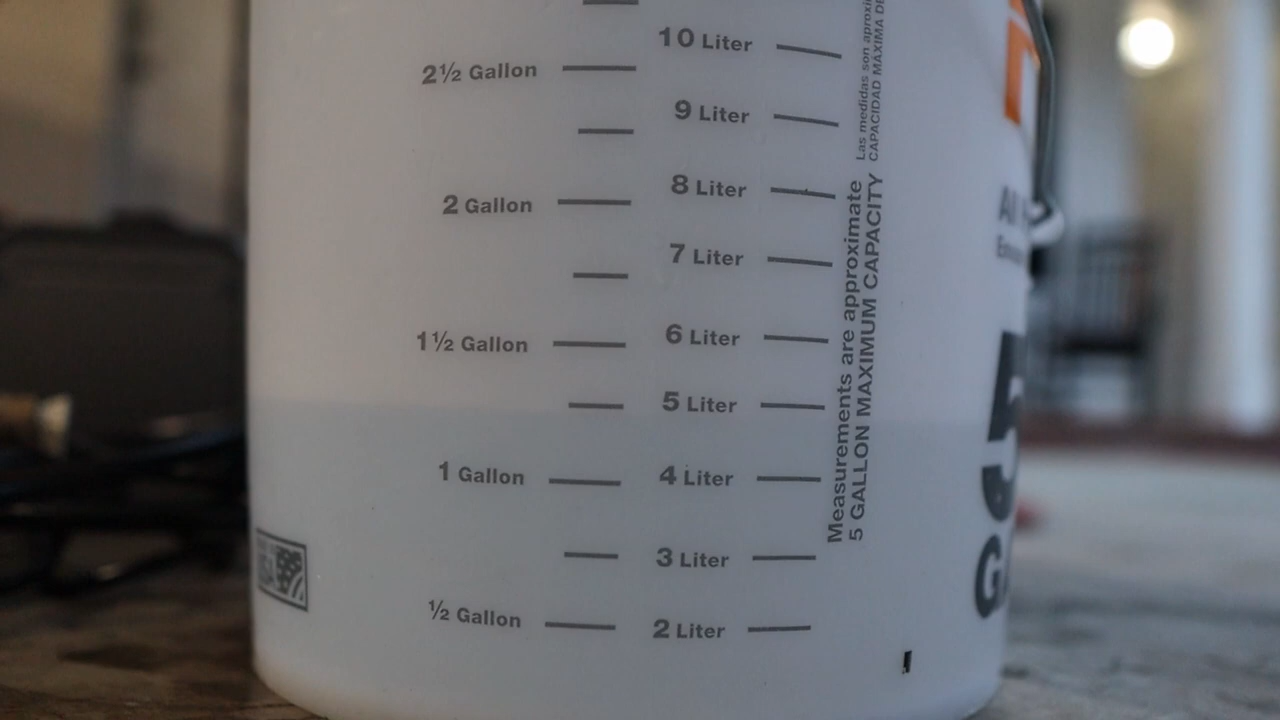 10 Liter
2½ Gallon
9 Liter
8 Liter
2 Gallon
7 Liter
6 Liter
1½ Gallon
5 Liter
4 Liter
1 Gallon
3 Liter
½ Gallon
2 Liter
Measurements are approximate
5 GALLON MAXIMUM CAPACITY
Las medidas son
CAPACIDAD MÁXIMA
5